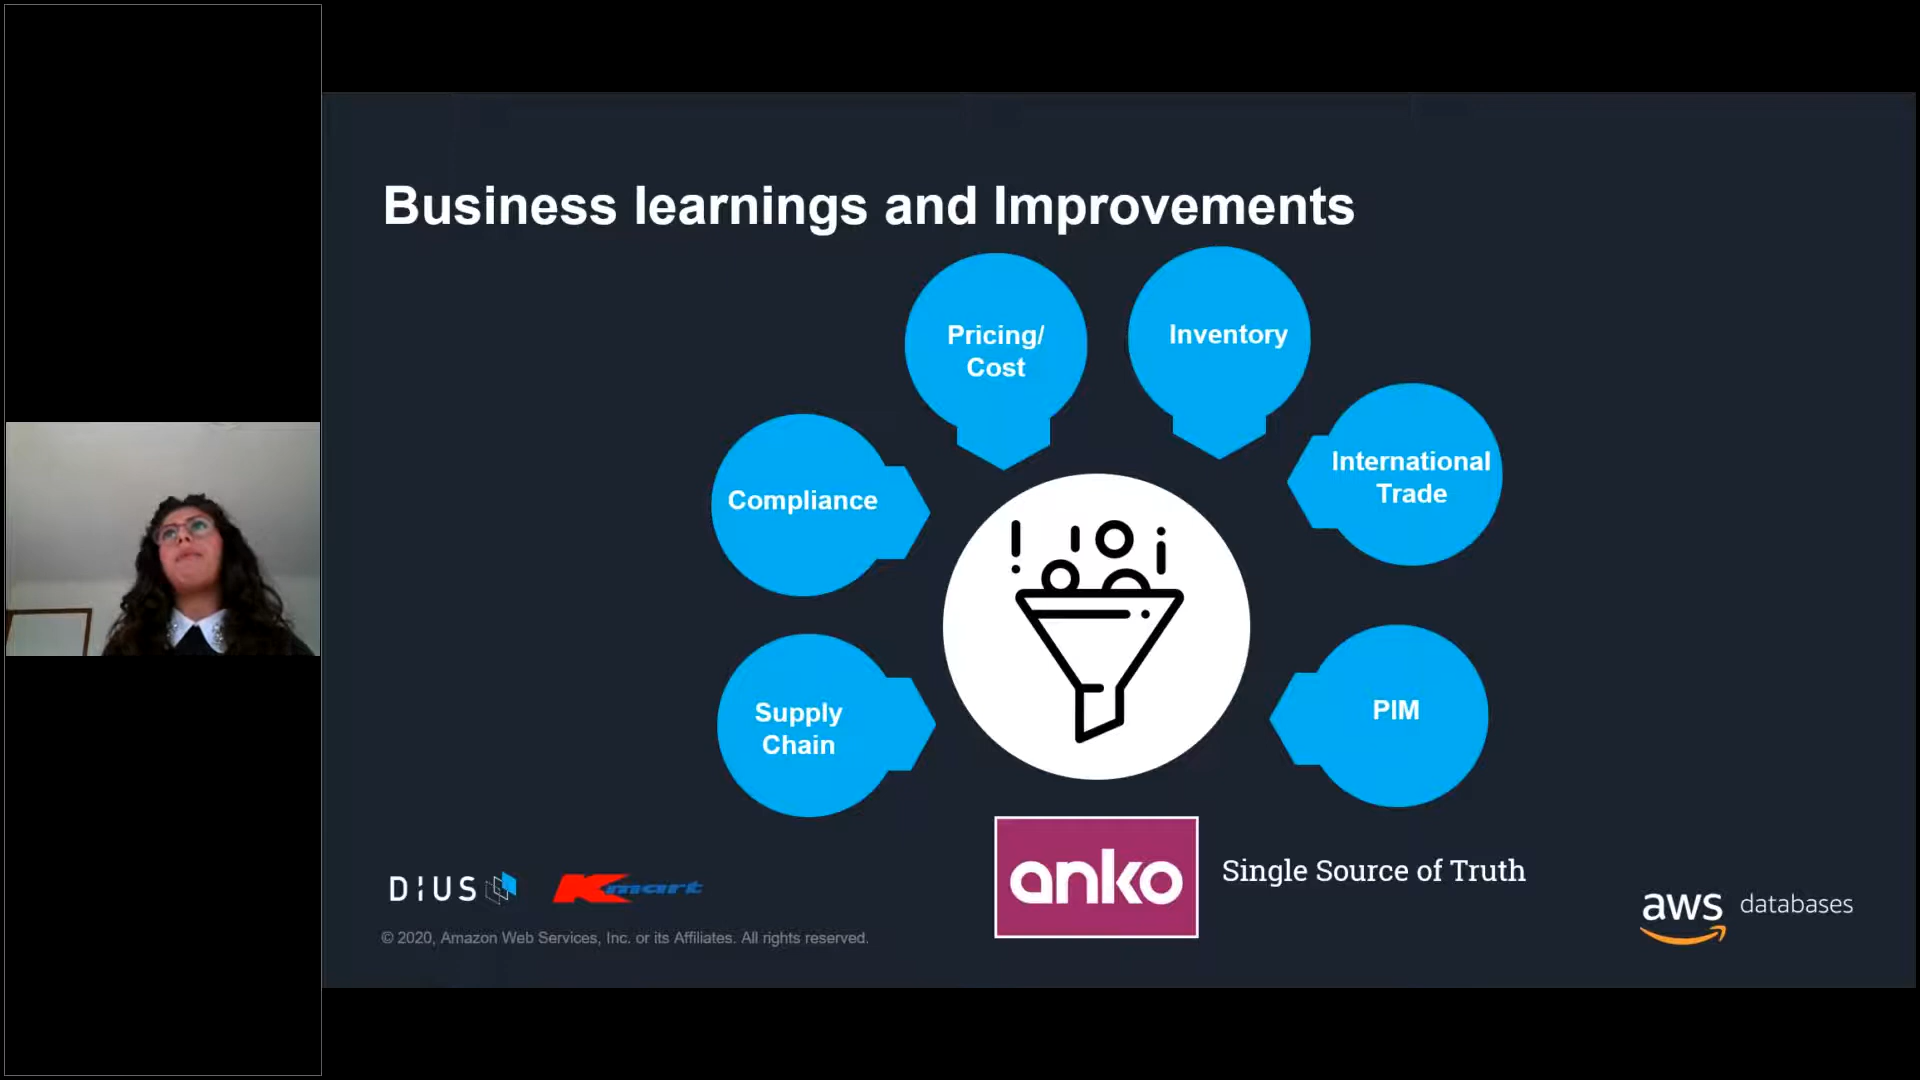 Business learnings and Improvements
Pricing/
Cost
Inventory
International
Trade
Compliance
Supply
Chain
PIM
anko
Single Source of Truth
DiUS
Kmart
aws databases
© 2020, Amazon Web Services, Inc. or its Affiliates. All rights reserved.